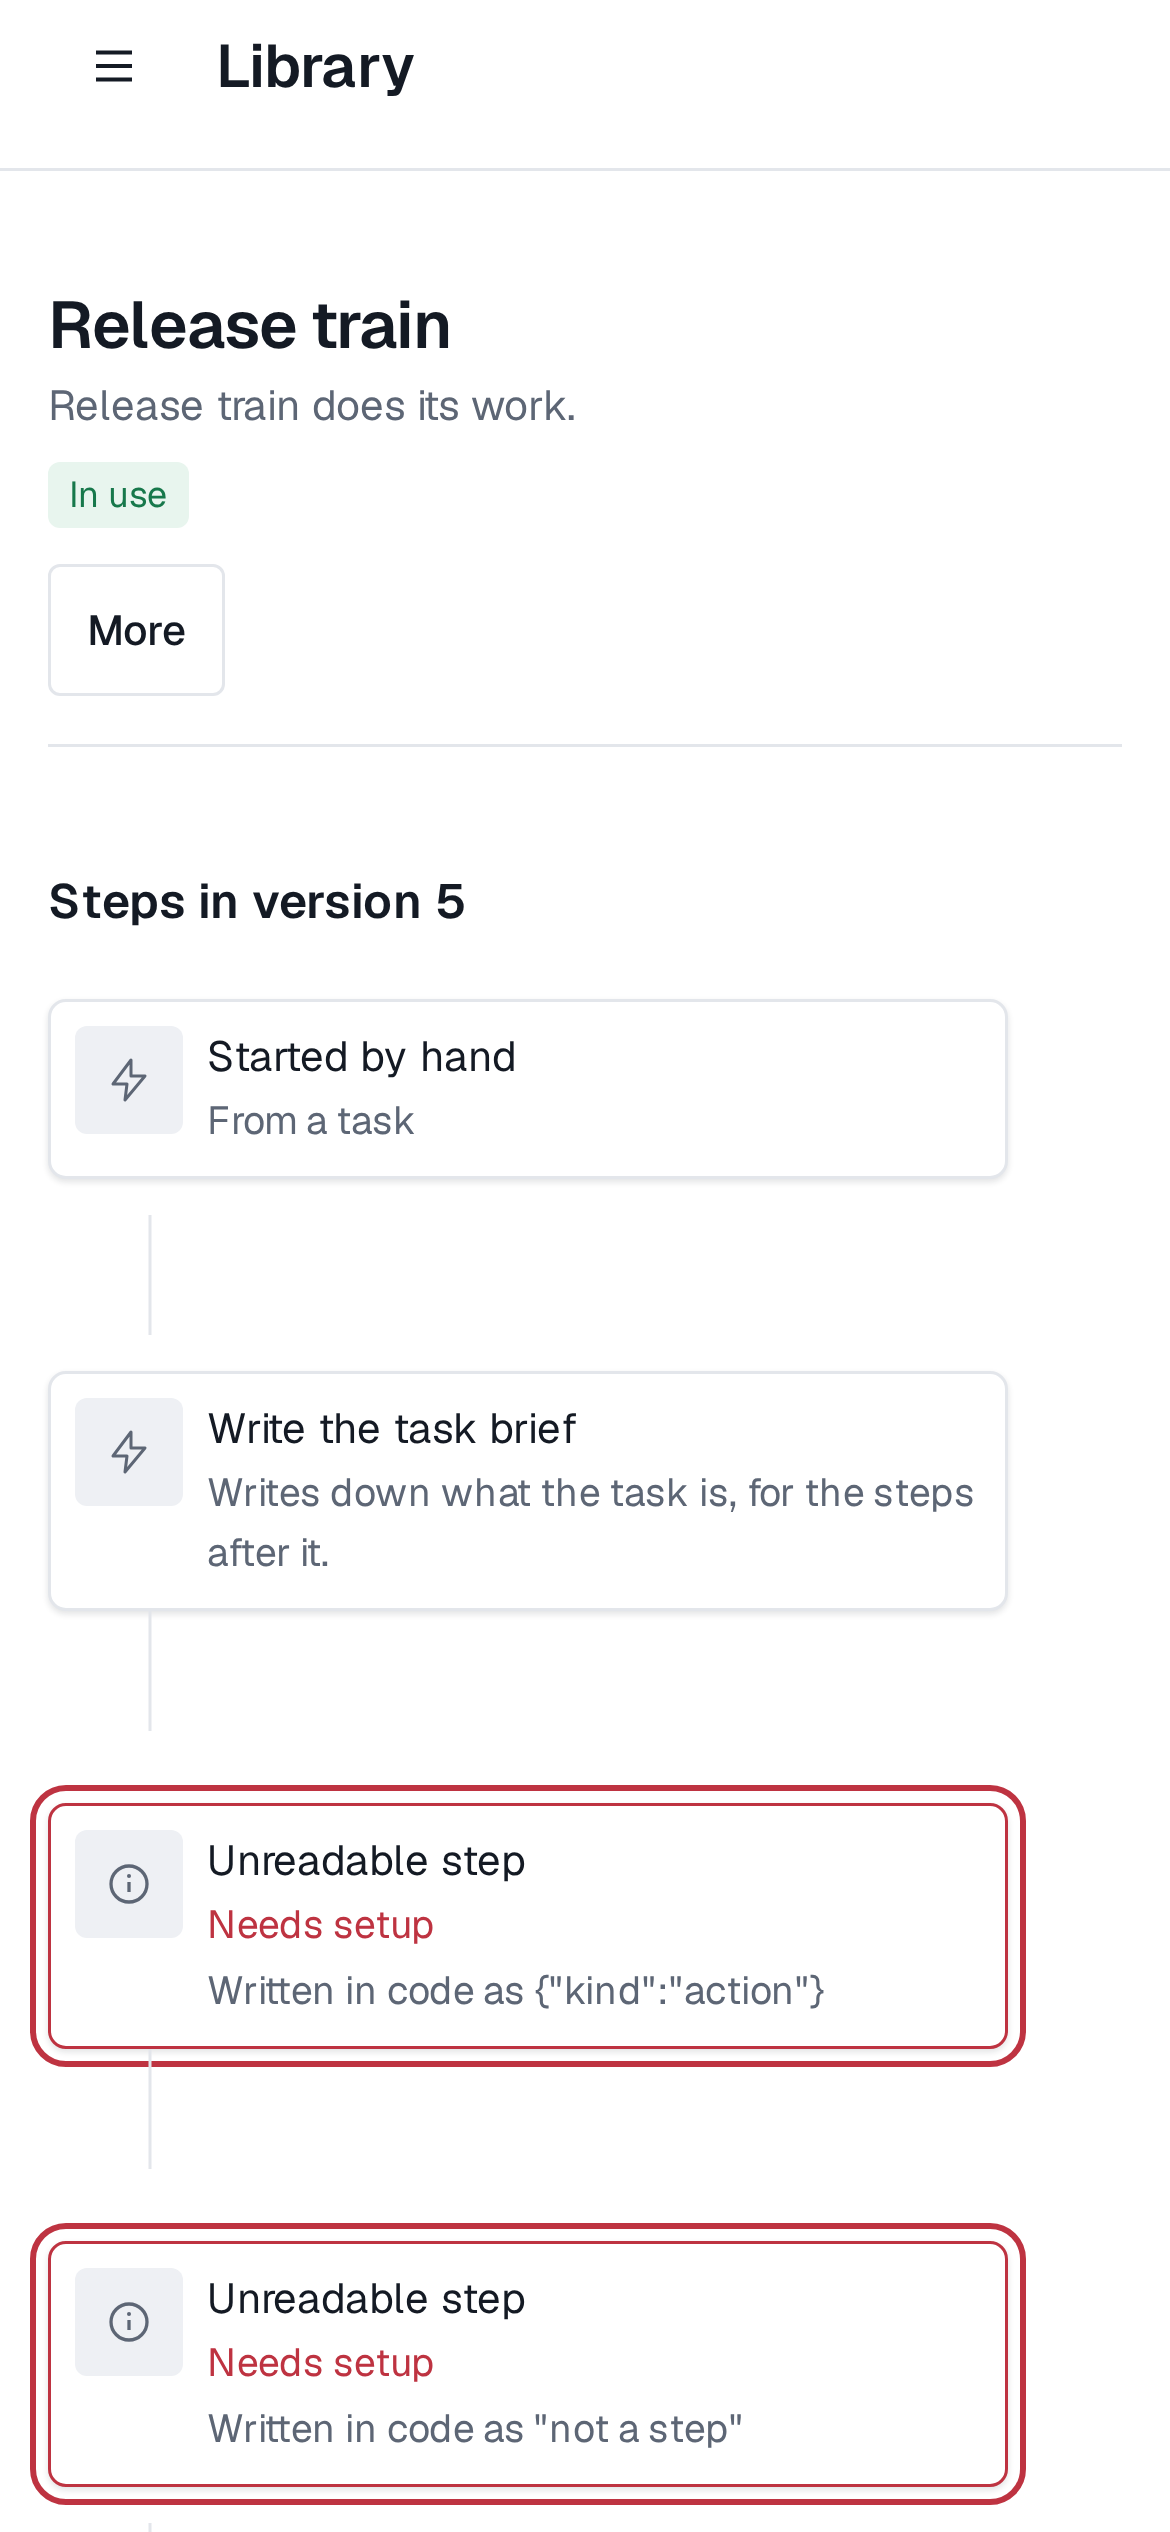 Library
Release train
Release train does its work.
In use
More
Steps in version 5
Started by hand
From a task
Write the task brief
Writes down what the task is, for the steps
after it.
Unreadable step
Needs setup
Written in code as {"kind":"action"}
Unreadable step
Needs setup
Written in code as "not a step"